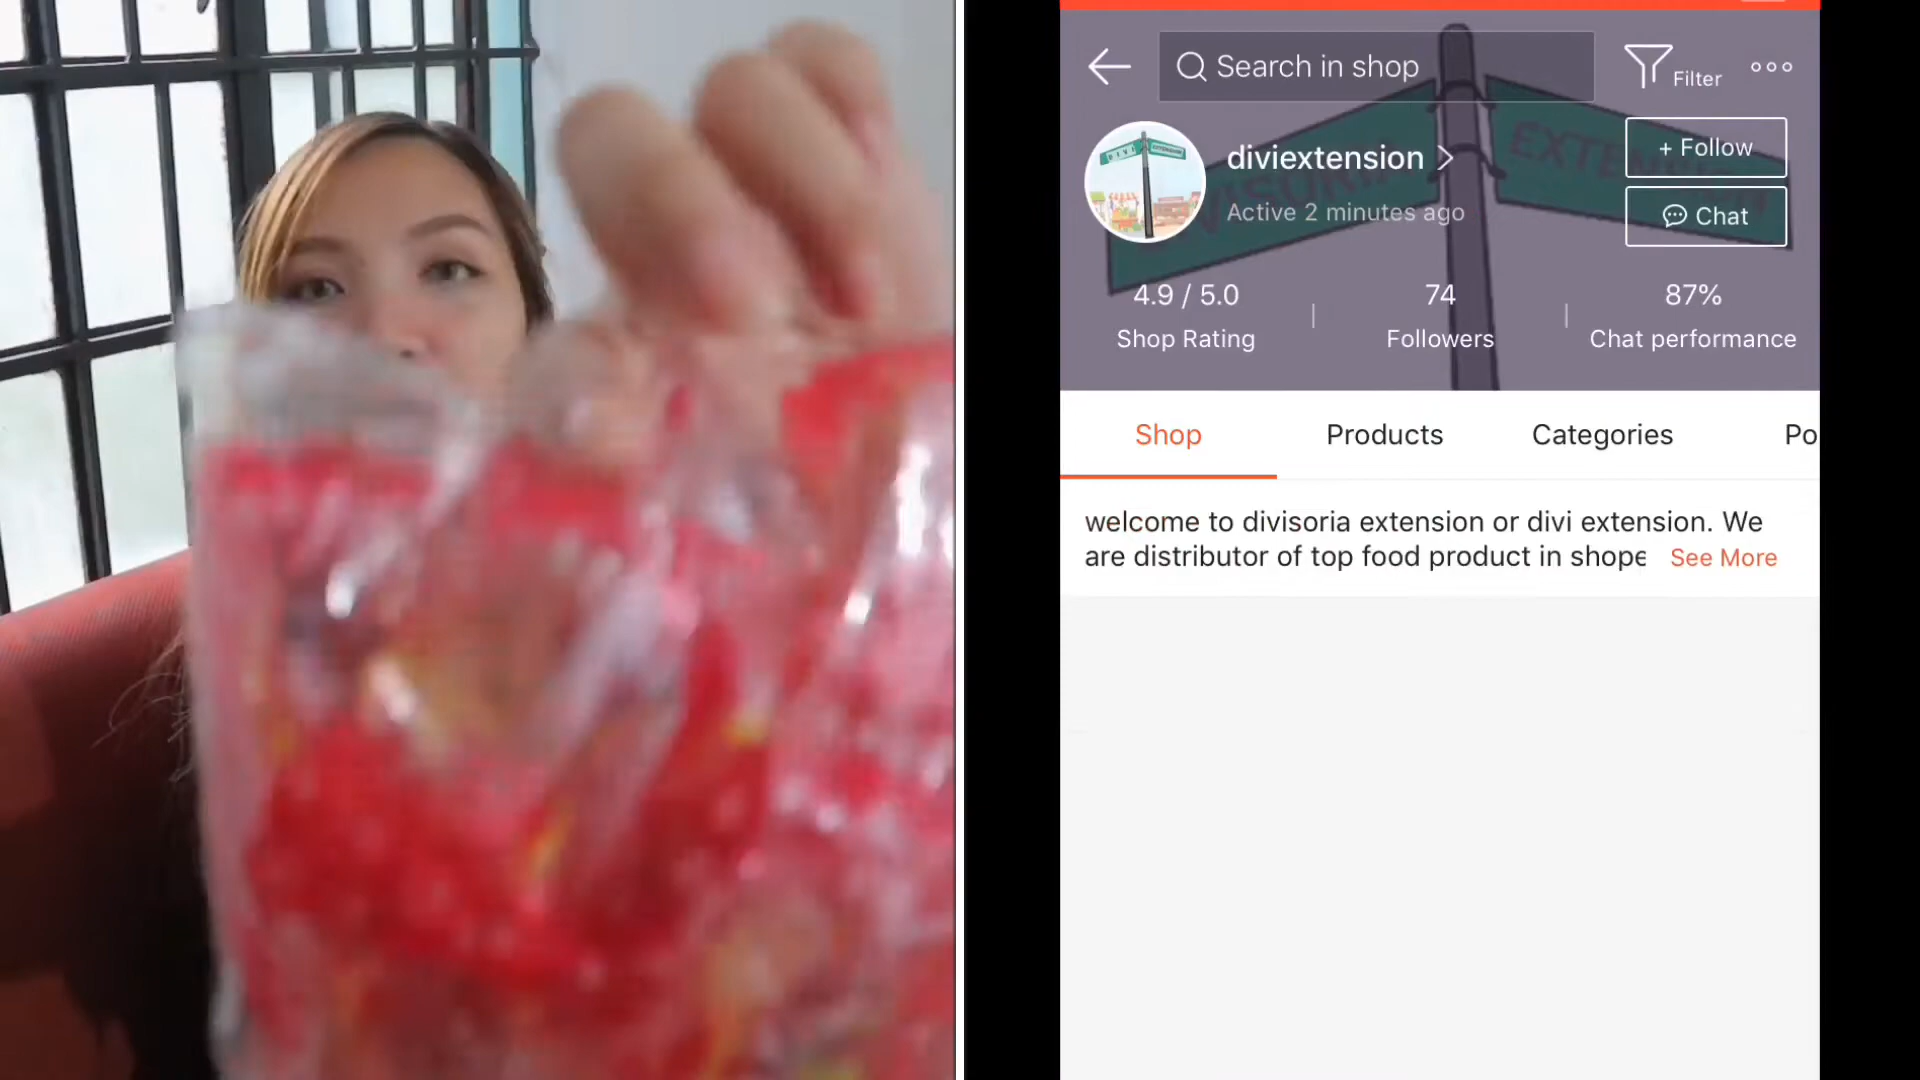 Search in shop
Filter
diviextension
Active 2 minutes ago
+ Follow
Chat
DIVI
EXTENSION
4.9 / 5.0
Shop Rating
74
Followers
87%
Chat performance
Shop
Products
Categories
Po
welcome to divisoria extension or divi extension. We
are distributor of top food product in shope
See More